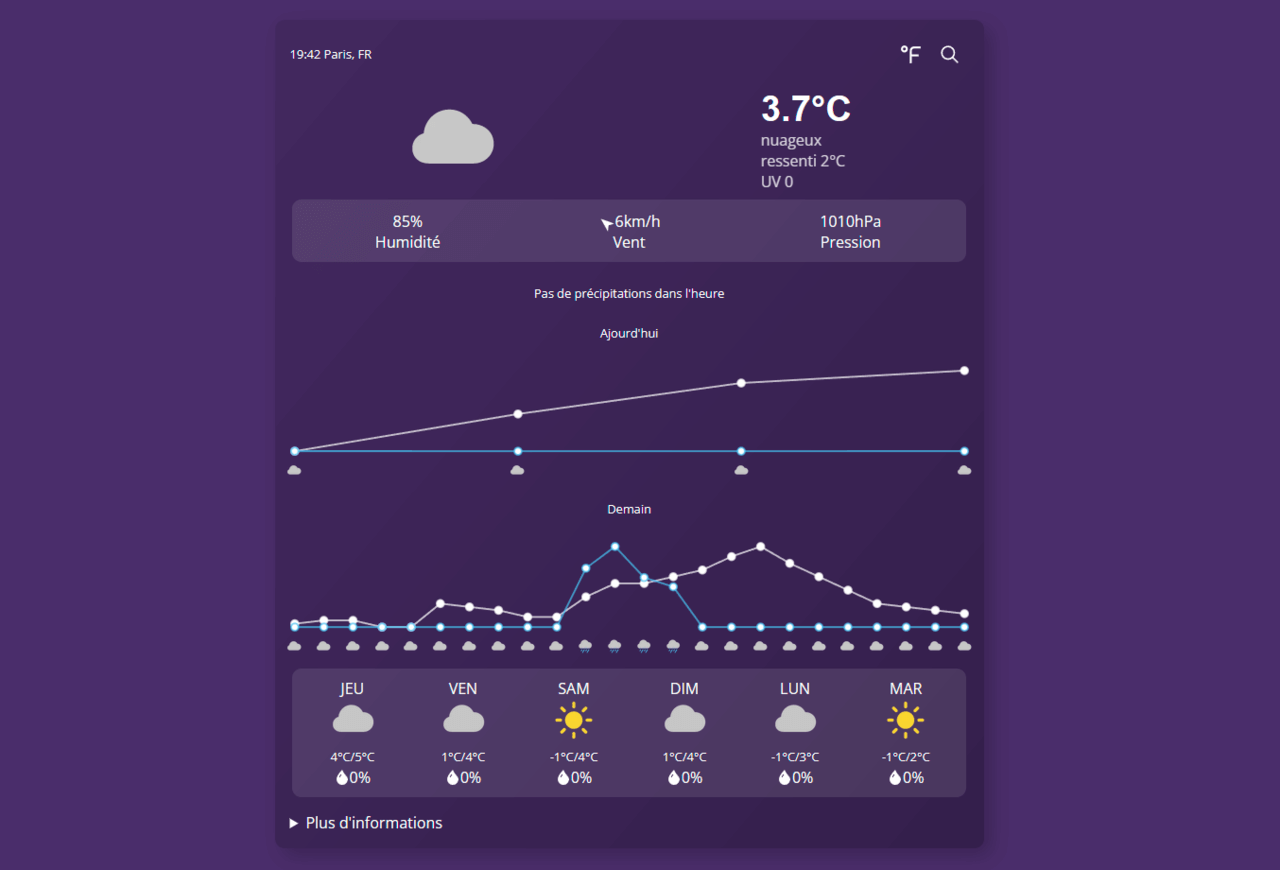 19:42 Paris, FR
°F
3.7°C
nuageux
ressenti 2°C
UV 0
85% 6km/h 1010hPa
Humidité Vent Pression
Pas de précipitations dans l'heure
Ajourd'hui
Demain
JEU VEN SAM DIM LUN MAR
4°C/5°C 1°C/4°C -1°C/4°C 1°C/4°C -1°C/3°C -1°C/2°C
0% 0% 0% 0% 0% 0%
Plus d'informations